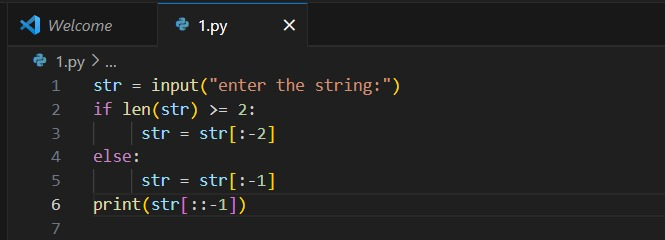 Welcome
1.py
1.py > ...
1 str = input("enter the string:")
2 if len(str) >= 2:
3     str = str[:-2]
4 else:
5     str = str[:-1]
6 print(str[::-1])
7